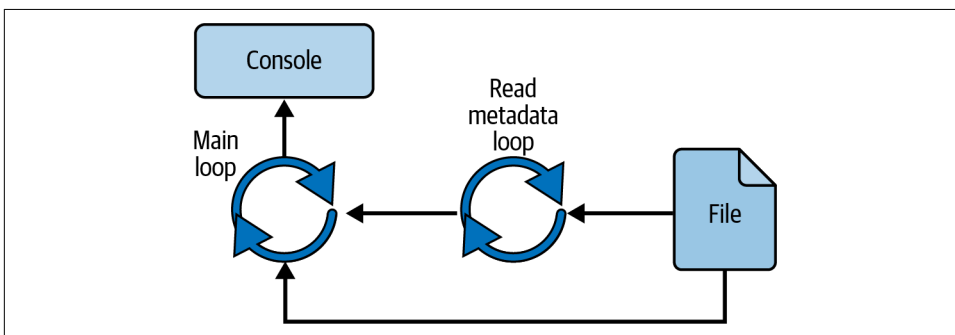 Console
Main
loop
Read
metadata
loop
File